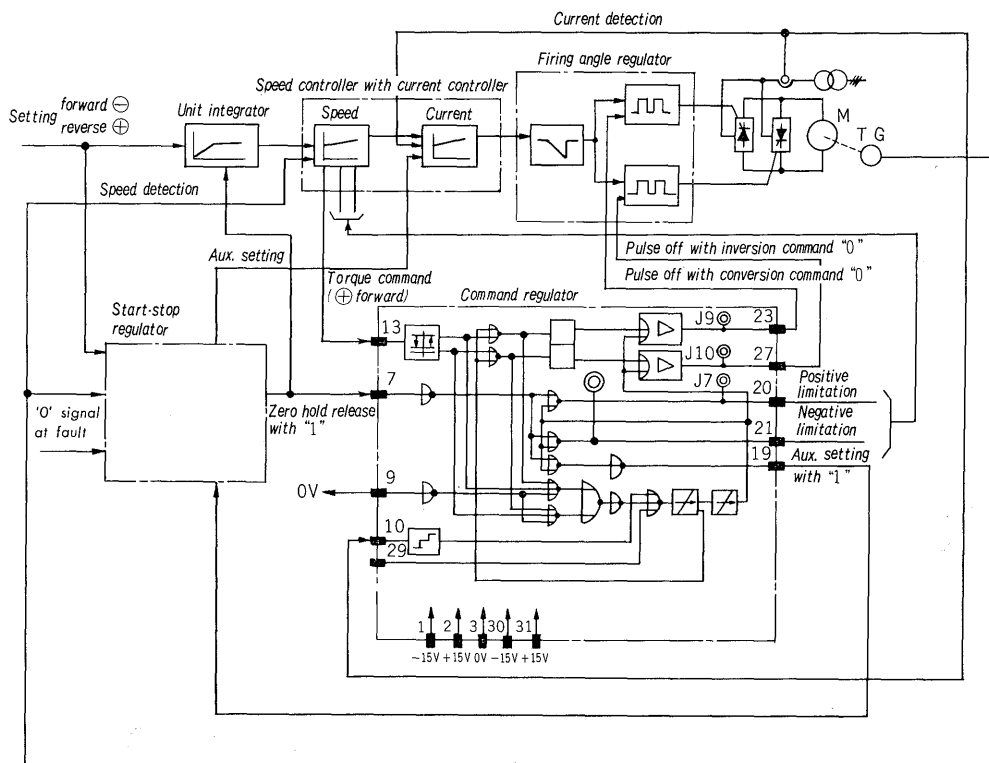 Current detection
Firing angle regulator
Speed controller with current controller
Setting
forward ⊖
reverse ⊕
Unit integrator
Speed
Current
M
T G
Speed detection
Aux. setting
Torque command
(⊕ forward)
Pulse off with inversion command "0"
Pulse off with conversion command "0"
Command regulator
Start-stop
regulator
'0' signal
at fault
Zero hold release
with "1"
13
7
9
0V
10
29
J9
23
J10
27
J7
20
Positive
limitation
21
Negative
limitation
19
Aux. setting
with "1"
1
2
3
30
31
-15V
+15V
0V
-15V
+15V